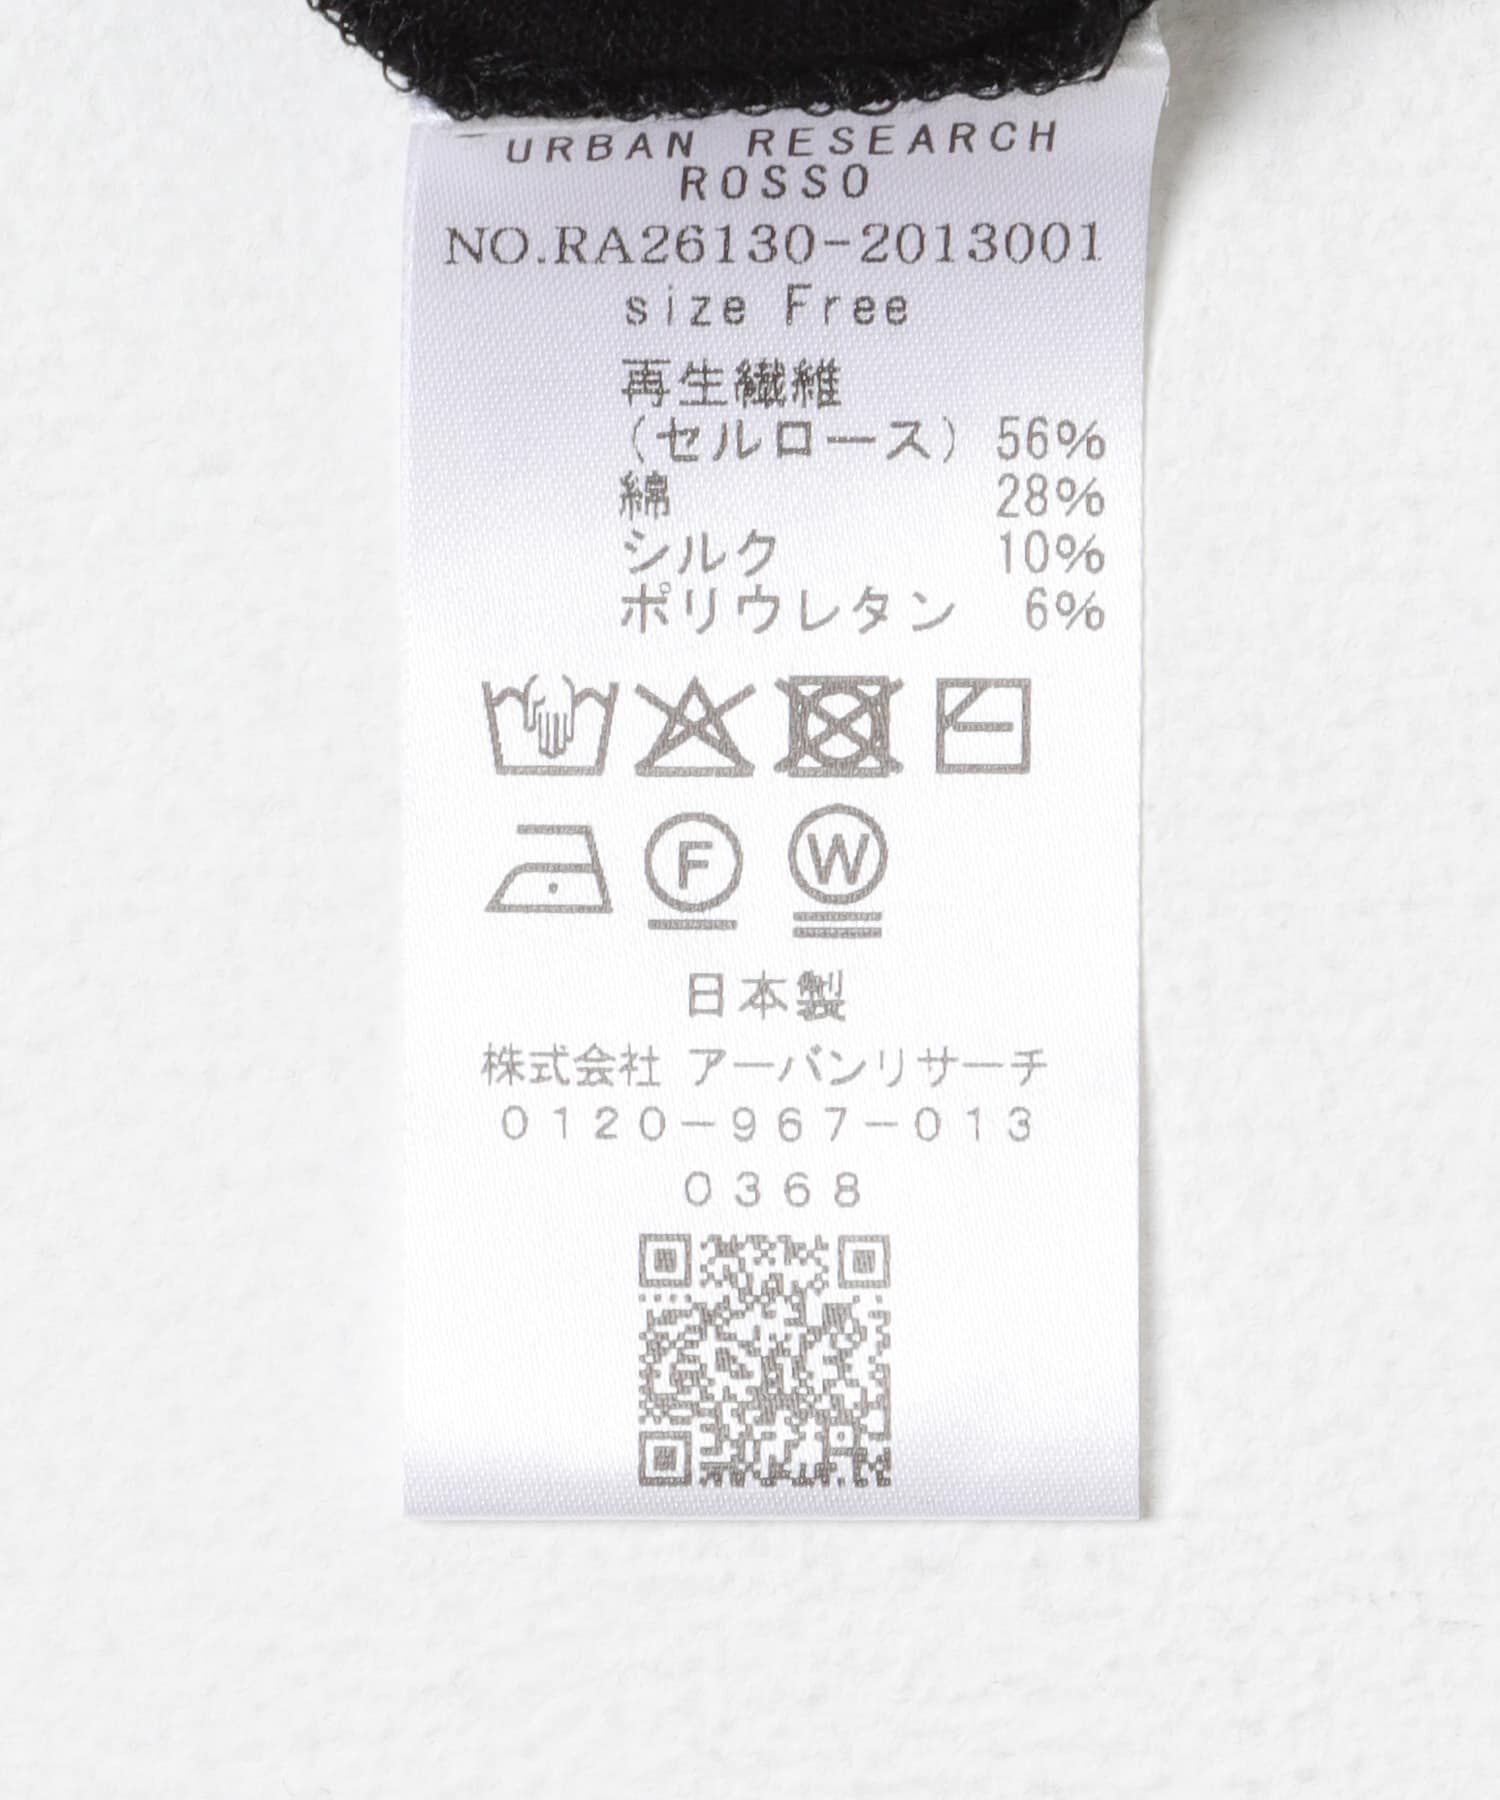 URBAN RESEARCH
ROSSO
NO.RA26130-2013001
size Free
再生繊維
(セルロース) 56%
綿 28%
シルク 10%
ポリウレタン 6%
F W
日本製
株式会社 アーバンリサーチ
0120-967-013
0368